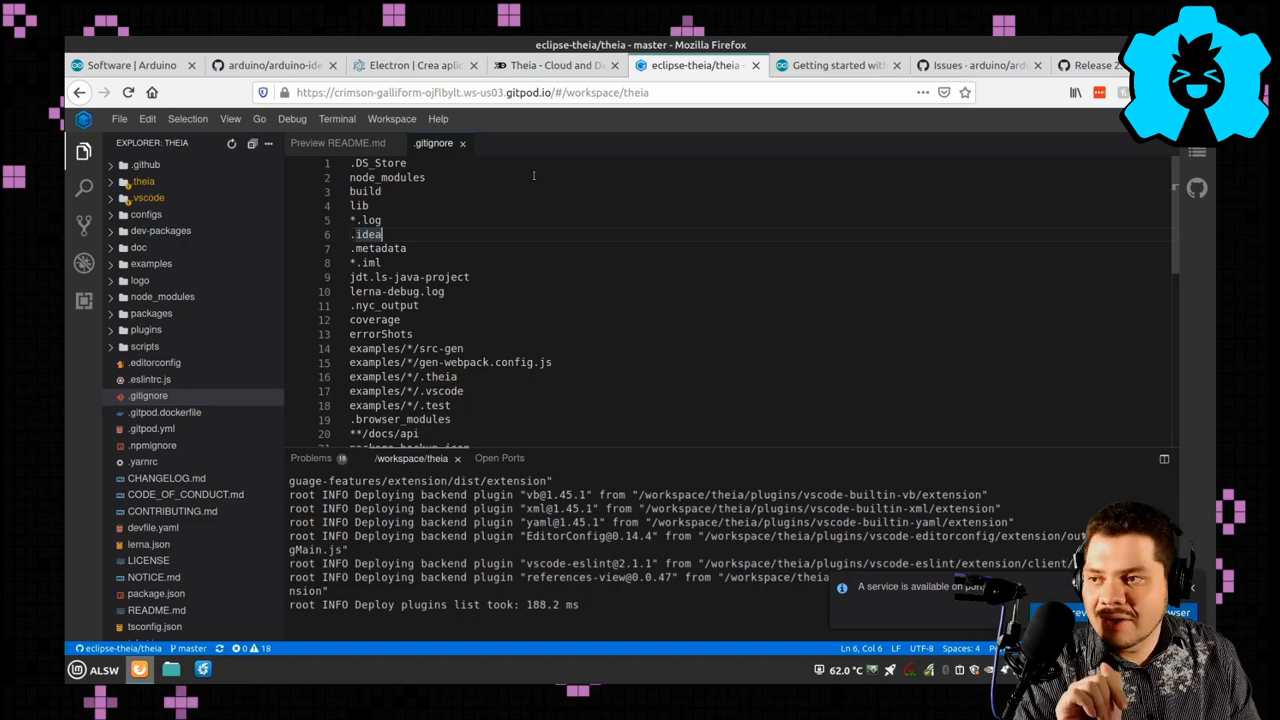 eclipse-theia/theia - master - Mozilla Firefox
Software | Arduino
arduino/arduino-ide
Electron | Crea aplic
Theia - Cloud and De
eclipse-theia/theia -
Getting started with
Issues · arduino/ard
Release 2.
https://crimson-galliform-ojflbylt.ws-us03.gitpod.io/#/workspace/theia
File Edit Selection View Go Debug Terminal Workspace Help
EXPLORER: THEIA
Preview README.md
.gitignore
.github
.theia
.vscode
configs
dev-packages
doc
examples
logo
node_modules
packages
plugins
scripts
.editorconfig
.eslintrc.js
.gitignore
.gitpod.dockerfile
.gitpod.yml
.npmignore
.yarnrc
CHANGELOG.md
CODE_OF_CONDUCT.md
CONTRIBUTING.md
devfile.yaml
lerna.json
LICENSE
NOTICE.md
package.json
README.md
tsconfig.json
1 .DS_Store
2 node_modules
3 build
4 lib
5 *.log
6 .idea
7 .metadata
8 *.iml
9 jdt.ls-java-project
10 lerna-debug.log
11 .nyc_output
12 coverage
13 errorShots
14 examples/*/src-gen
15 examples/*/gen-webpack.config.js
16 examples/*/.theia
17 examples/*/.vscode
18 examples/*/.test
19 .browser_modules
20 **/docs/api
Problems 18
/workspace/theia
Open Ports
guage-features/extension/dist/extension"
root INFO Deploying backend plugin "vb@1.45.1" from "/workspace/theia/plugins/vscode-builtin-vb/extension"
root INFO Deploying backend plugin "xml@1.45.1" from "/workspace/theia/plugins/vscode-builtin-xml/extension"
root INFO Deploying backend plugin "yaml@1.45.1" from "/workspace/theia/plugins/vscode-builtin-yaml/extension"
root INFO Deploying backend plugin "EditorConfig@0.14.4" from "/workspace/theia/plugins/vscode-editorconfig/extension/ou
gMain.js"
root INFO Deploying backend plugin "vscode-eslint@2.1.1" from "/workspace/theia/plugins/vscode-eslint/extension/client/
root INFO Deploying backend plugin "references-view@0.0.47" from "/workspace/theia
nsion"
root INFO Deploy plugins list took: 188.2 ms
A service is available on
eclipse-theia/theia master 0 18
Ln 6, Col 6 LF UTF-8 Spaces: 4
ALSW
62.0 °C